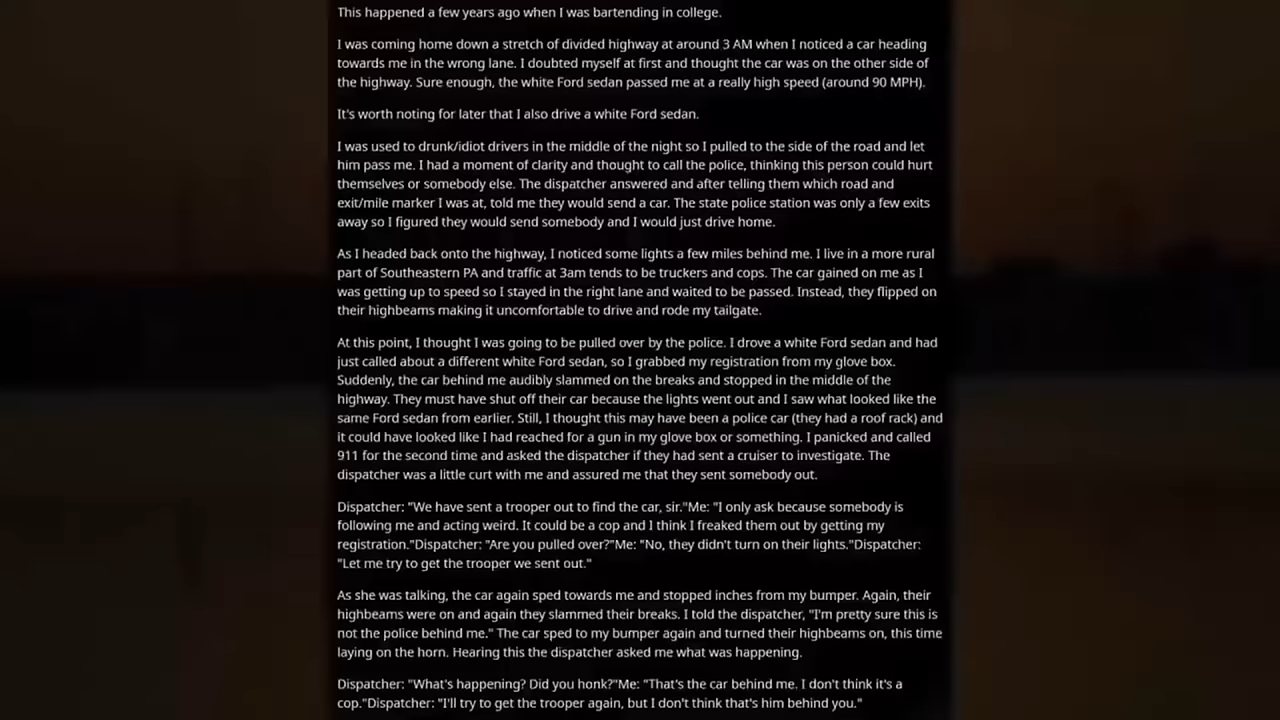 This happened a few years ago when I was bartending in college.
I was coming home down a stretch of divided highway at around 3 AM when I noticed a car heading
towards me in the wrong lane. I doubted myself at first and thought the car was on the other side of
the highway. Sure enough, the white Ford sedan passed me at a really high speed (around 90 MPH).
It's worth noting for later that I also drive a white Ford sedan.
I was used to drunk/idiot drivers in the middle of the night so I pulled to the side of the road and let
him pass me. I had a moment of clarity and thought to call the police, thinking this person could hurt
themselves or somebody else. The dispatcher answered and after telling them which road and
exit/mile marker I was at, told me they would send a car. The state police station was only a few exits
away so I figured they would send somebody and I would just drive home.
As I headed back onto the highway, I noticed some lights a few miles behind me. I live in a more rural
part of Southeastern PA and traffic at 3am tends to be truckers and cops. The car gained on me as I
was getting up to speed so I stayed in the right lane and waited to be passed. Instead, they flipped on
their highbeams making it uncomfortable to drive and rode my tailgate.
At this point, I thought I was going to be pulled over by the police. I drove a white Ford sedan and had
just called about a different white Ford sedan, so I grabbed my registration from my glove box.
Suddenly, the car behind me audibly slammed on the breaks and stopped in the middle of the
highway. They must have shut off their car because the lights went out and I saw what looked like the
same Ford sedan from earlier. Still, I thought this may have been a police car (they had a roof rack) and
it could have looked like I had reached for a gun in my glove box or something. I panicked and called
911 for the second time and asked the dispatcher if they had sent a cruiser to investigate. The
dispatcher was a little curt with me and assured me that they sent somebody out.
Dispatcher: "We have sent a trooper out to find the car, sir."Me: "I only ask because somebody is
following me and acting weird. It could be a cop and I think I freaked them out by getting my
registration."Dispatcher: "Are you pulled over?"Me: "No, they didn't turn on their lights."Dispatcher:
"Let me try to get the trooper we sent out."
As she was talking, the car again sped towards me and stopped inches from my bumper. Again, their
highbeams were on and again they slammed their breaks. I told the dispatcher, "I'm pretty sure this is
not the police behind me." The car sped to my bumper again and turned their highbeams on, this time
laying on the horn. Hearing this the dispatcher asked me what was happening.
Dispatcher: "What's happening? Did you honk?"Me: "That's the car behind me. I don't think it's a
cop."Dispatcher: "I'll try to get the trooper again, but I don't think that's him behind you."